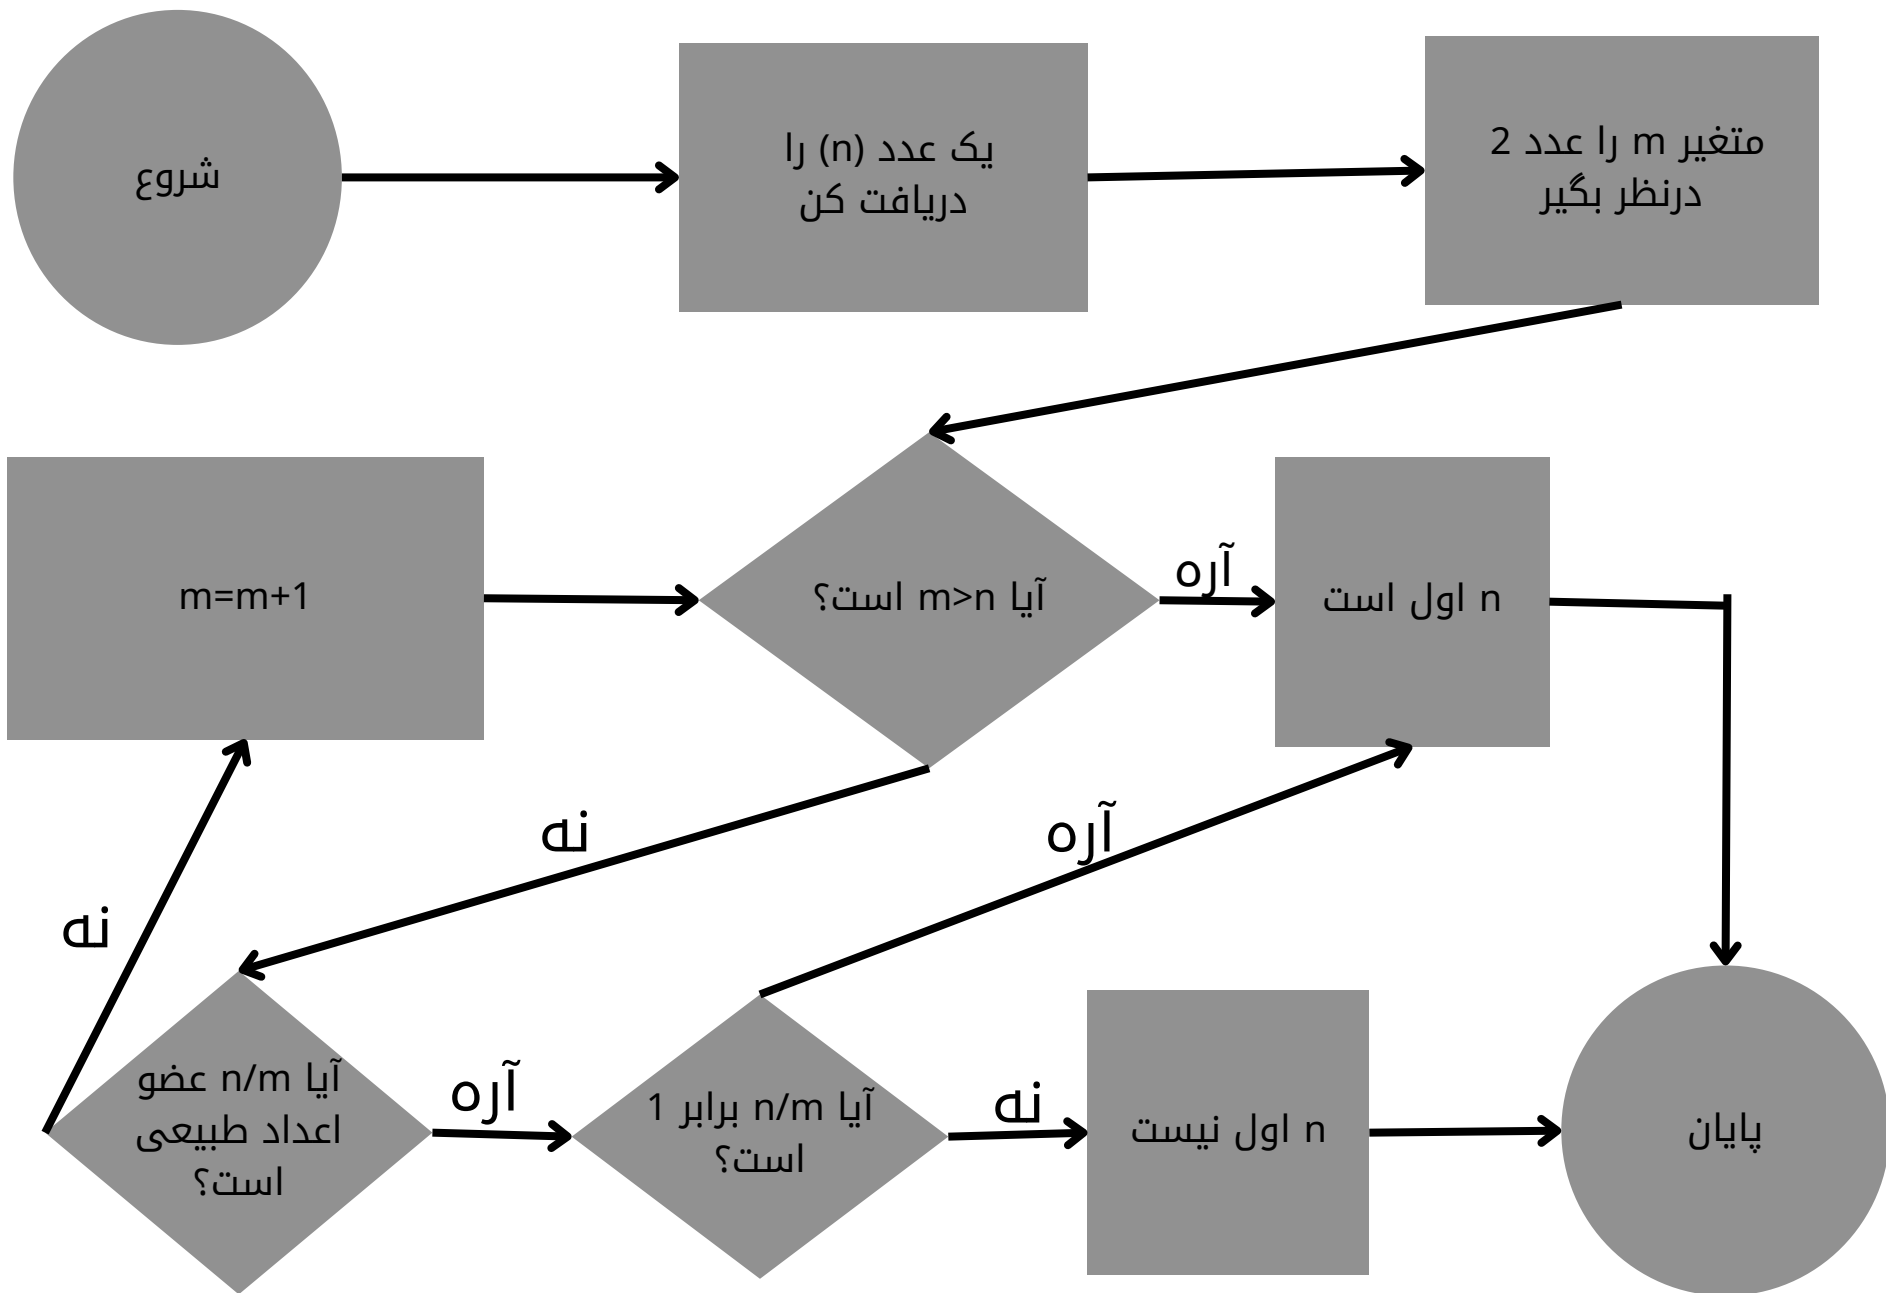 شروع
یک عدد (n) را
دریافت کن
متغیر m را عدد 2
درنظر بگیر
m=m+1
آیا m>n است؟
آره
n اول است
نه
آره
نه
آیا n/m عضو
اعداد طبیعی
است؟
آره
آیا n/m برابر 1
است؟
نه
n اول نیست
پایان